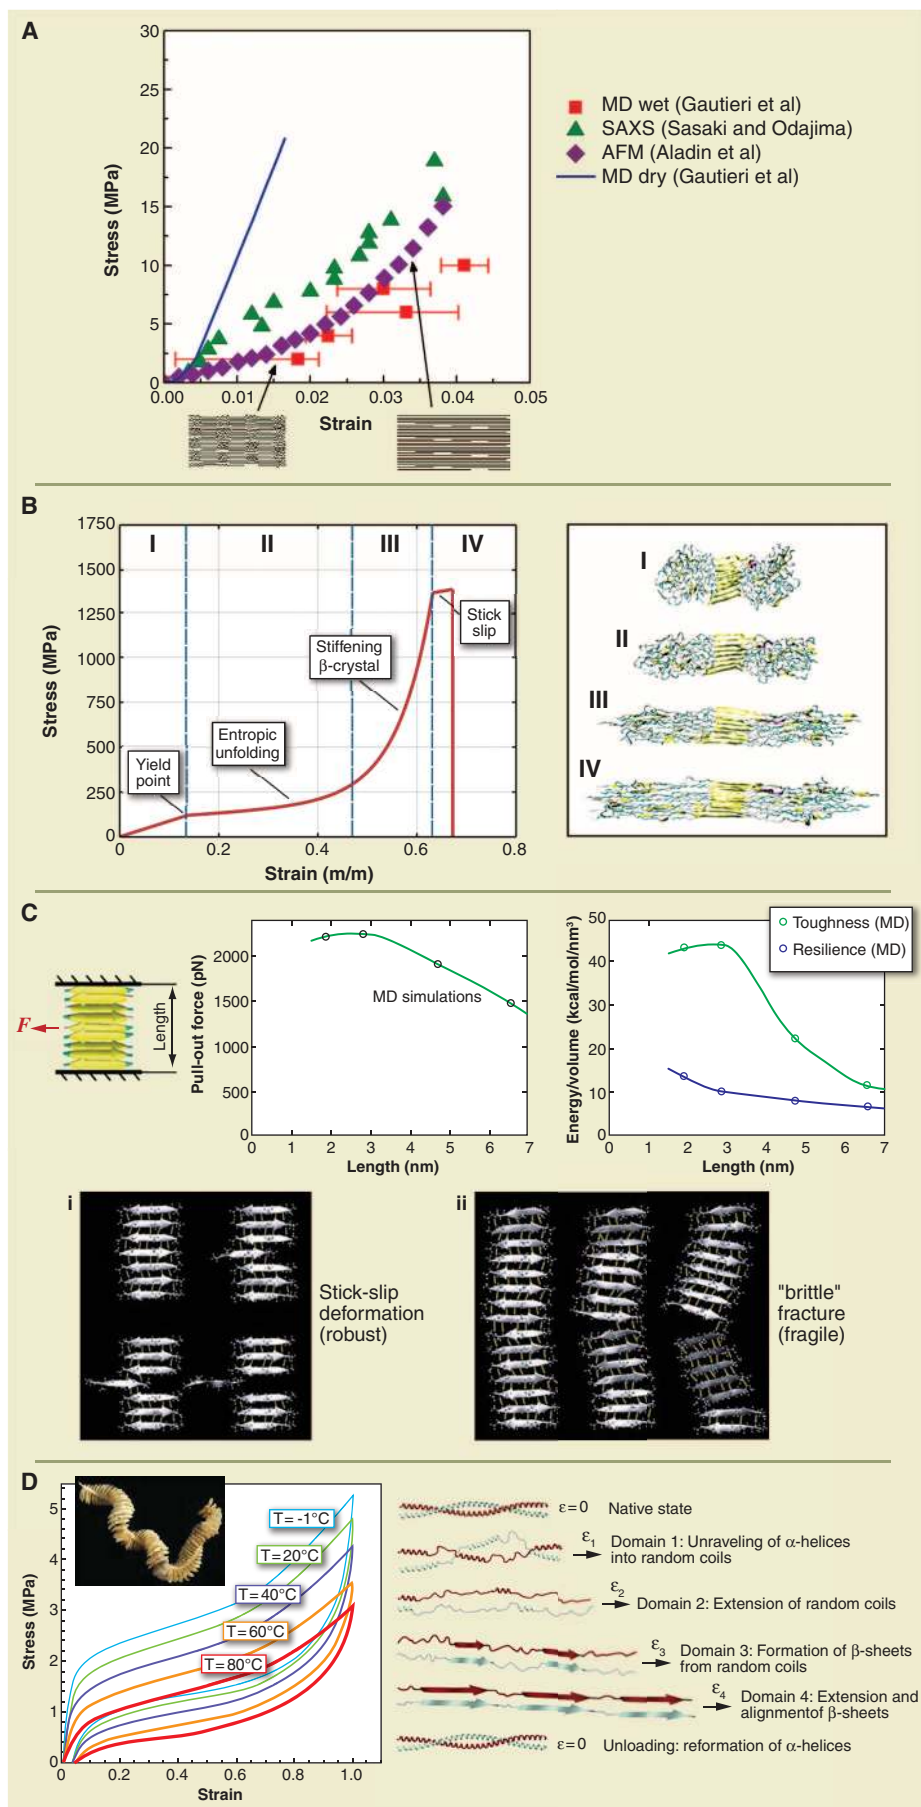 A
30
25
20
15
10
5
0
Stress (MPa)
0.00
0.01
0.02
0.03
0.04
0.05
Strain
MD wet (Gautieri et al)
SAXS (Sasaki and Odajima)
AFM (Aladin et al)
MD dry (Gautieri et al)
B
1750
1500
1250
1000
750
500
250
0
Stress (MPa)
I
II
III
IV
Stick
slip
Stiffening
β-crystal
Entropic
unfolding
Yield
point
0
0.2
0.4
0.6
0.8
Strain (m/m)
I
II
III
IV
C
F
Length
2000
1500
1000
500
0
Pull-out force (pN)
MD simulations
0
1
2
3
4
5
6
7
Length (nm)
50
40
30
20
10
0
Energy/volume (kcal/mol/nm³)
Toughness (MD)
Resilience (MD)
0
1
2
3
4
5
6
7
Length (nm)
i
Stick-slip
deformation
(robust)
ii
"brittle"
fracture
(fragile)
D
5
4
3
2
1
0
Stress (MPa)
T= -1°C
T=20°C
T=40°C
T=60°C
T=80°C
0
0.2
0.4
0.6
0.8
1.0
Strain
ε=0 Native state
ε1 Domain 1: Unraveling of α-helices
into random coils
ε2 Domain 2: Extension of random coils
ε3 Domain 3: Formation of β-sheets
from random coils
ε4 Domain 4: Extension and
alignmentof β-sheets
ε=0 Unloading: reformation of α-helices